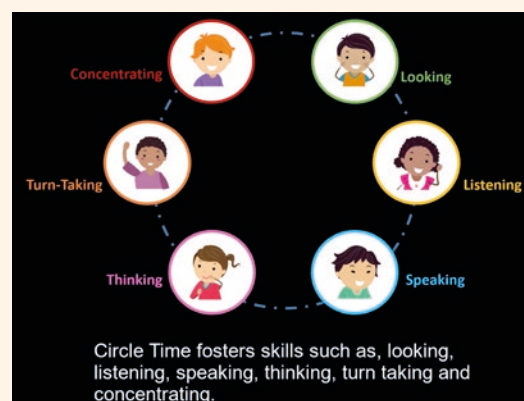 Concentrating
Looking
Turn-Taking
Listening
Thinking
Speaking
Circle Time fosters skills such as, looking,
listening, speaking, thinking, turn taking and
concentrating.